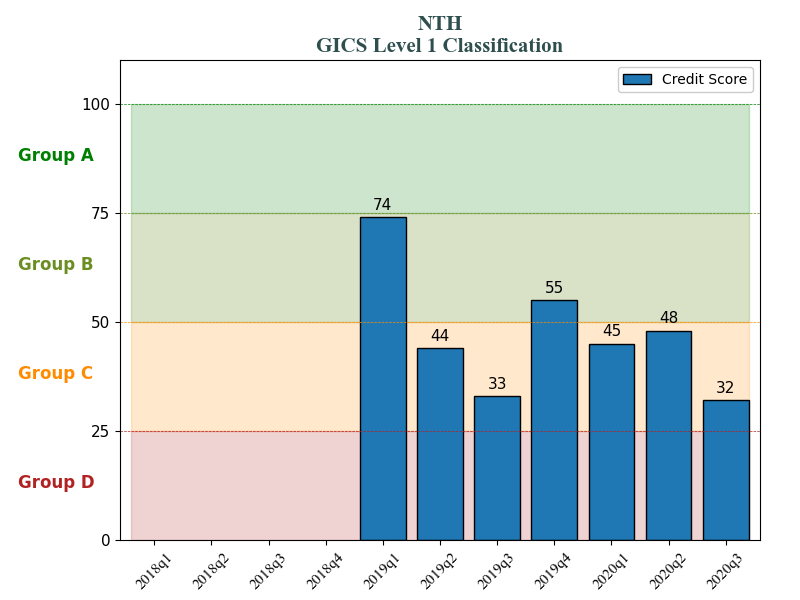 NTH
GICS Level 1 Classification
Credit Score
100
Group A
75
74
Group B
55
50
48
45
44
Group C
33
32
25
Group D
0
2018q1 2018q2 2018q3 2018q4 2019q1 2019q2 2019q3 2019q4 2020q1 2020q2 2020q3